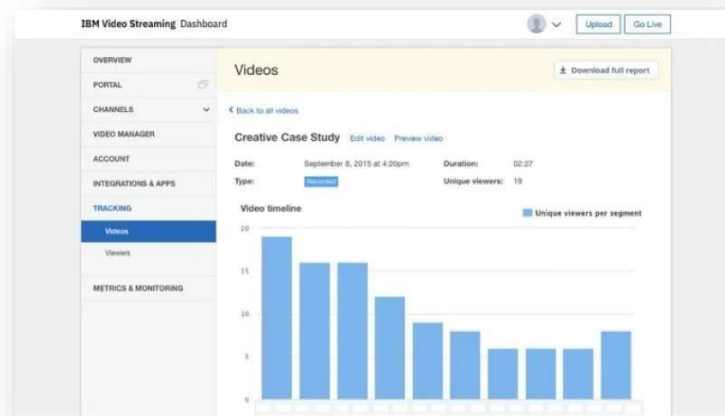 IBM Video Streaming Dashboard
Upload
Go Live
OVERVIEW
PORTAL
CHANNELS
VIDEO MANAGER
ACCOUNT
INTEGRATIONS & APPS
TRACKING
Videos
Viewers
METRICS & MONITORING
Videos
Download full report
Back to all videos
Creative Case Study Edit video Preview video
Date: September 8, 2015 at 4:20pm Duration: 02:27
Type: Recorded Unique viewers: 19
Video timeline
Unique viewers per segment
20
15
10
5
0